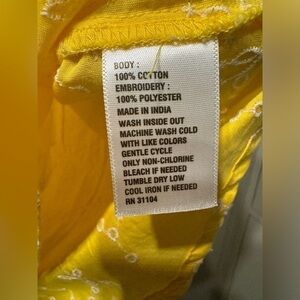 BODY :
100% COTTON
EMBROIDERY :
100% POLYESTER
MADE IN INDIA
WASH INSIDE OUT
MACHINE WASH COLD
WITH LIKE COLORS
GENTLE CYCLE
ONLY NON-CHLORINE
BLEACH IF NEEDED
TUMBLE DRY LOW
COOL IRON IF NEEDED
RN 31104